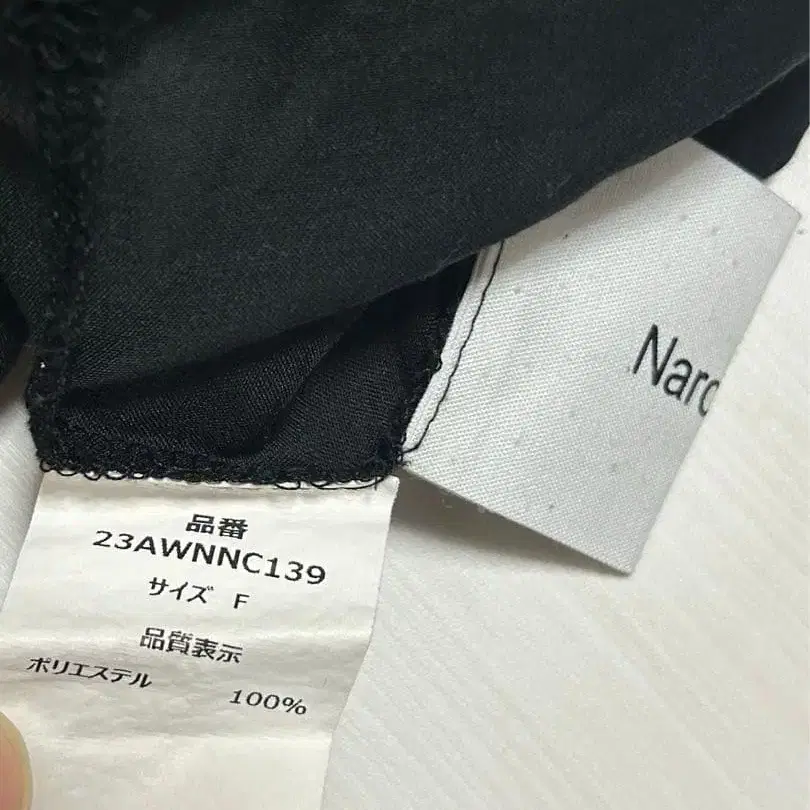 品番
23AWNNC139
サイズ F
品質表示
ポリエステル 100%
Narc